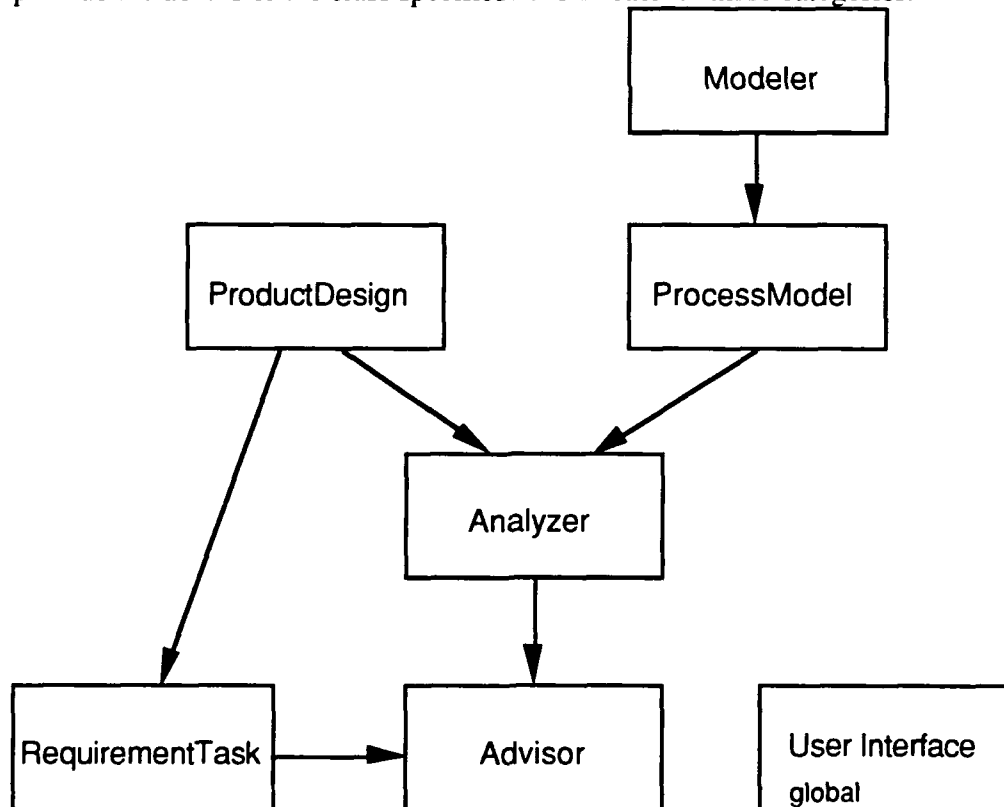 Modeler
ProductDesign
ProcessModel
Analyzer
RequirementTask
Advisor
User Interface
global